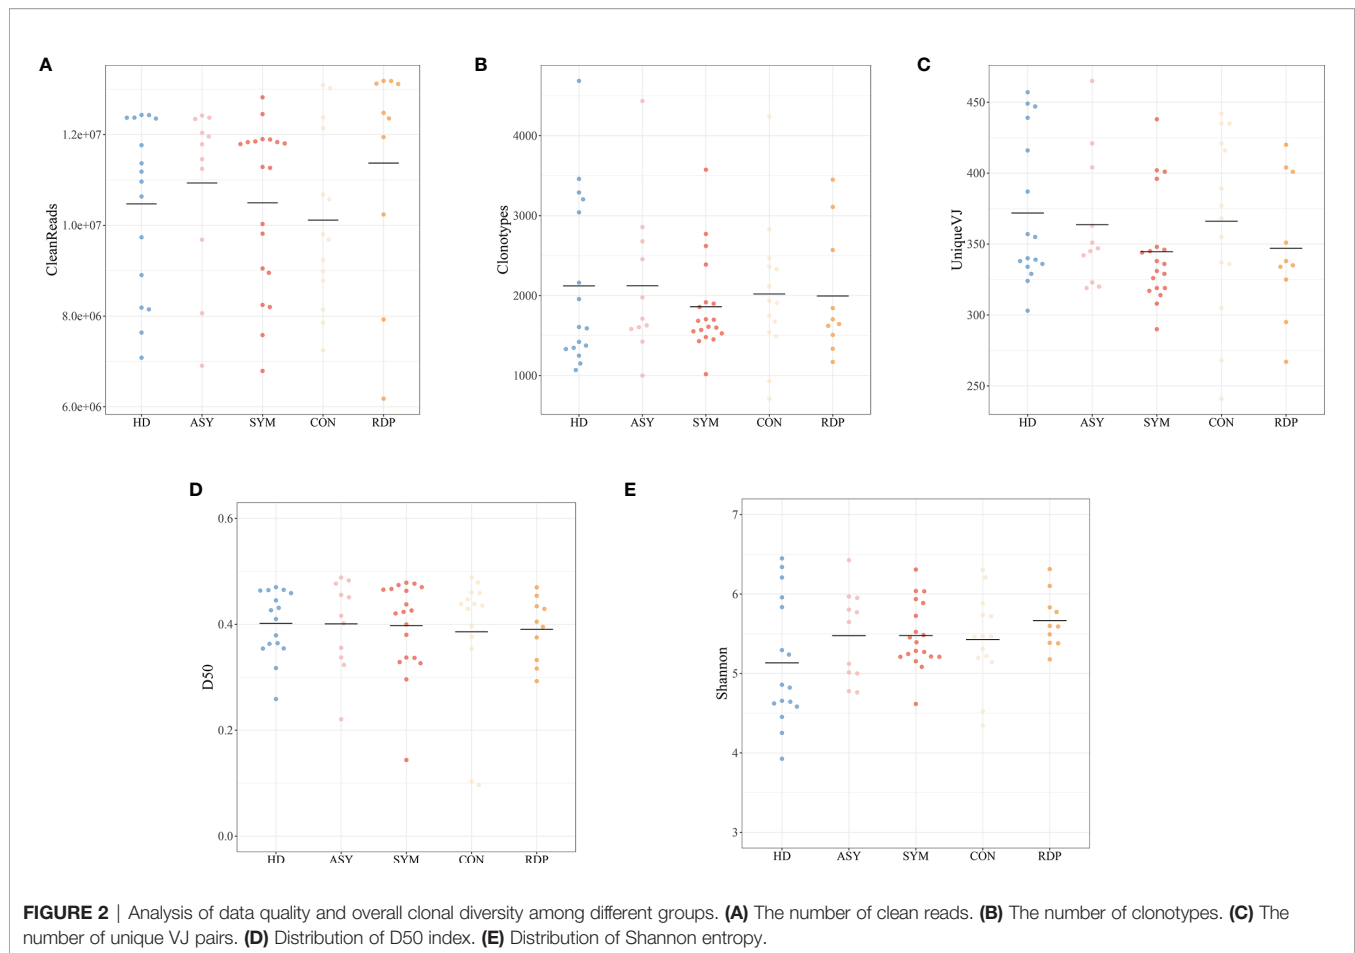 A
CleanReads
1.2e+07
1.0e+07
8.0e+06
6.0e+06
HD ASY SYM CON RDP
B
Clonotypes
4000
3000
2000
1000
HD ASY SYM CON RDP
C
UniqueVJ
450
400
350
300
250
HD ASY SYM CON RDP
D
D50
0.6
0.4
0.2
0.0
HD ASY SYM CON RDP
E
Shannon
7
6
5
4
3
HD ASY SYM CON RDP
FIGURE 2 | Analysis of data quality and overall clonal diversity among different groups. (A) The number of clean reads. (B) The number of clonotypes. (C) The
number of unique VJ pairs. (D) Distribution of D50 index. (E) Distribution of Shannon entropy.